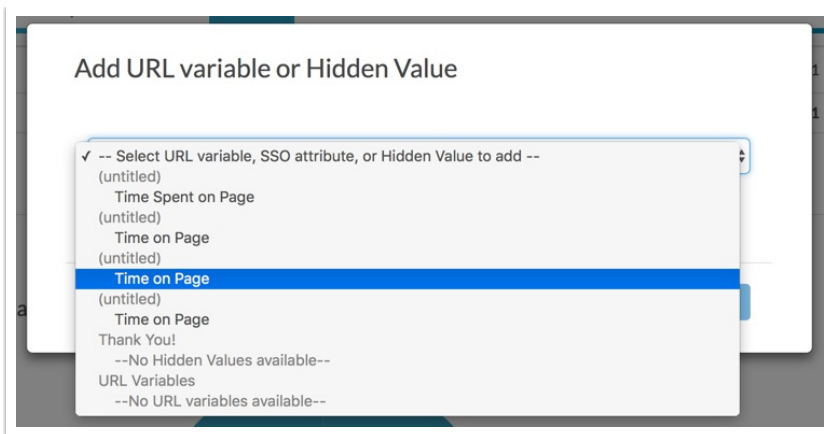 Add URL variable or Hidden Value
1
1
✓ -- Select URL variable, SSO attribute, or Hidden Value to add --
(untitled)
Time Spent on Page
(untitled)
Time on Page
(untitled)
Time on Page
(untitled)
a
Time on Page
Thank You!
--No Hidden Values available--
URL Variables
--No URL variables available--